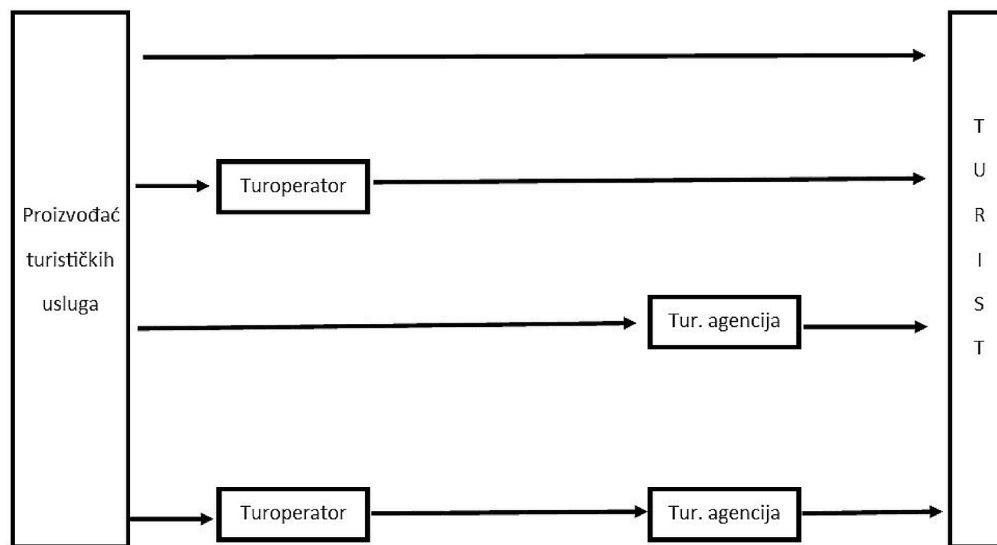 Proizvođač
turističkih
usluga
Turoperator
Tur. agencija
Turoperator
Tur. agencija
T
U
R
I
S
T